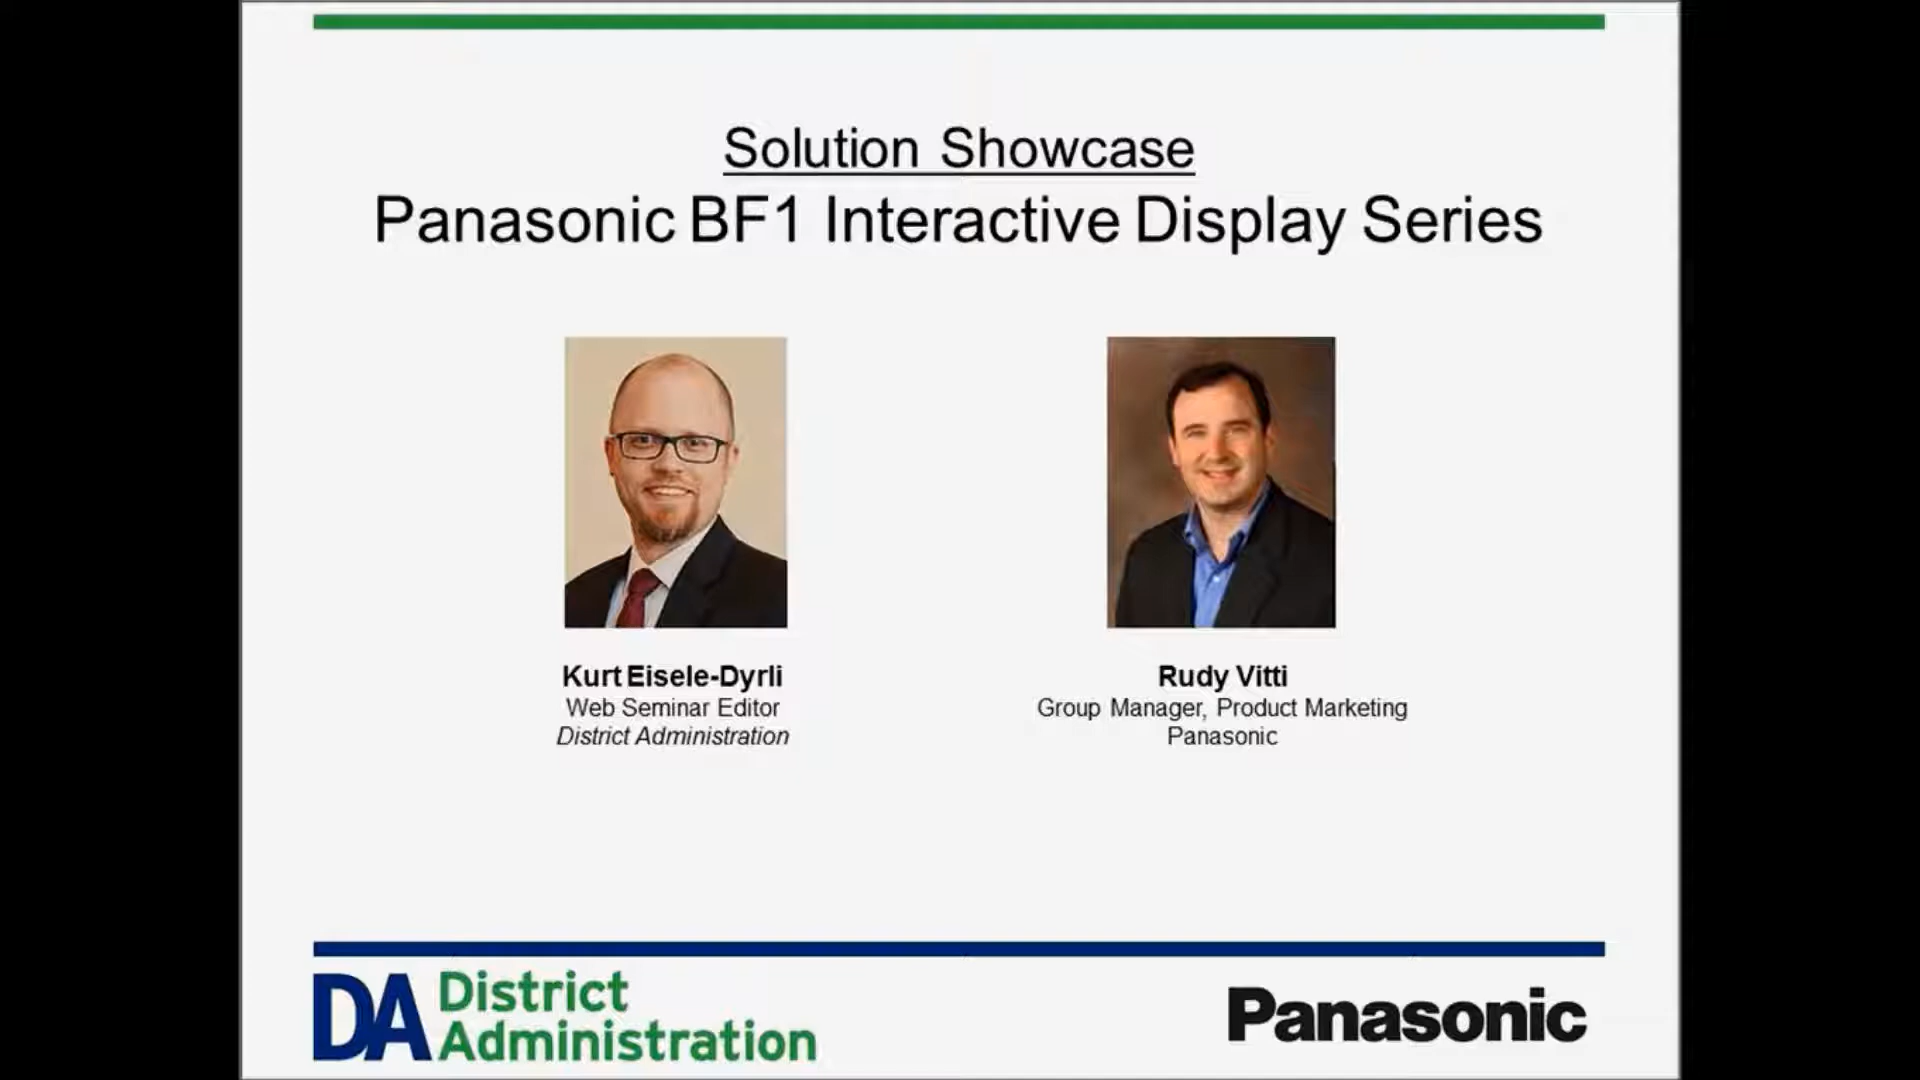 Solution Showcase
Panasonic BF1 Interactive Display Series
Kurt Eisele-Dyrli
Web Seminar Editor
District Administration
Rudy Vitti
Group Manager, Product Marketing
Panasonic
DA District
Administration
Panasonic